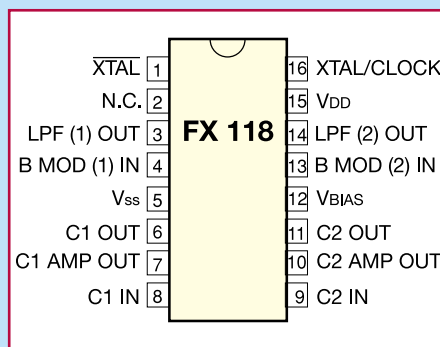 XTAL 1 16 XTAL/CLOCK
N.C. 2 15 VDD
LPF (1) OUT 3 FX 118 14 LPF (2) OUT
B MOD (1) IN 4 13 B MOD (2) IN
Vss 5 12 VBIAS
C1 OUT 6 11 C2 OUT
C1 AMP OUT 7 10 C2 AMP OUT
C1 IN 8 9 C2 IN